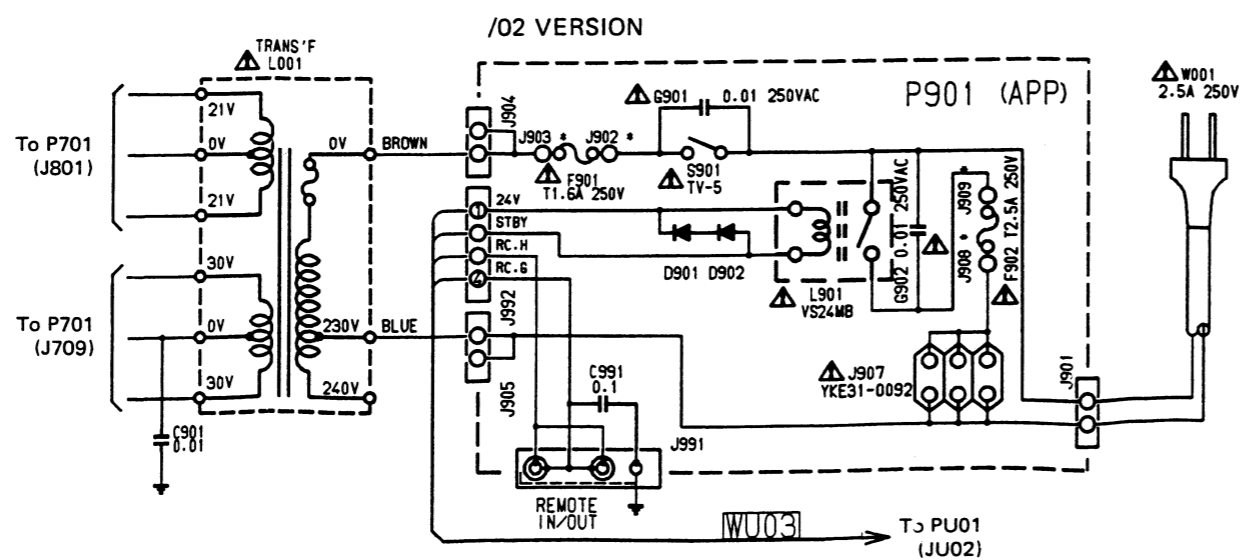 /02 VERSION
TRANS'F
L001
21V
0V
21V
To P701
(J801)
30V
0V
30V
To P701
(J709)
C901
0.01
0V
230V
240V
BROWN
BLUE
J904
J903 *
J902 *
F901
T1.6A 250V
G901 0.01 250VAC
S901
TV-5
P901 (APP)
W001
2.5A 250V
1
24V
STBY
RC.H
4
RC.G
J992
J905
D901 D902
L901
VS24MB
G902 0.01 250VAC
J908 *
J909
F902 T2.5A 250V
J907
YKE31-0092
J901
C991
0.1
J991
REMOTE
IN/OUT
WU03
To PU01
(JU02)